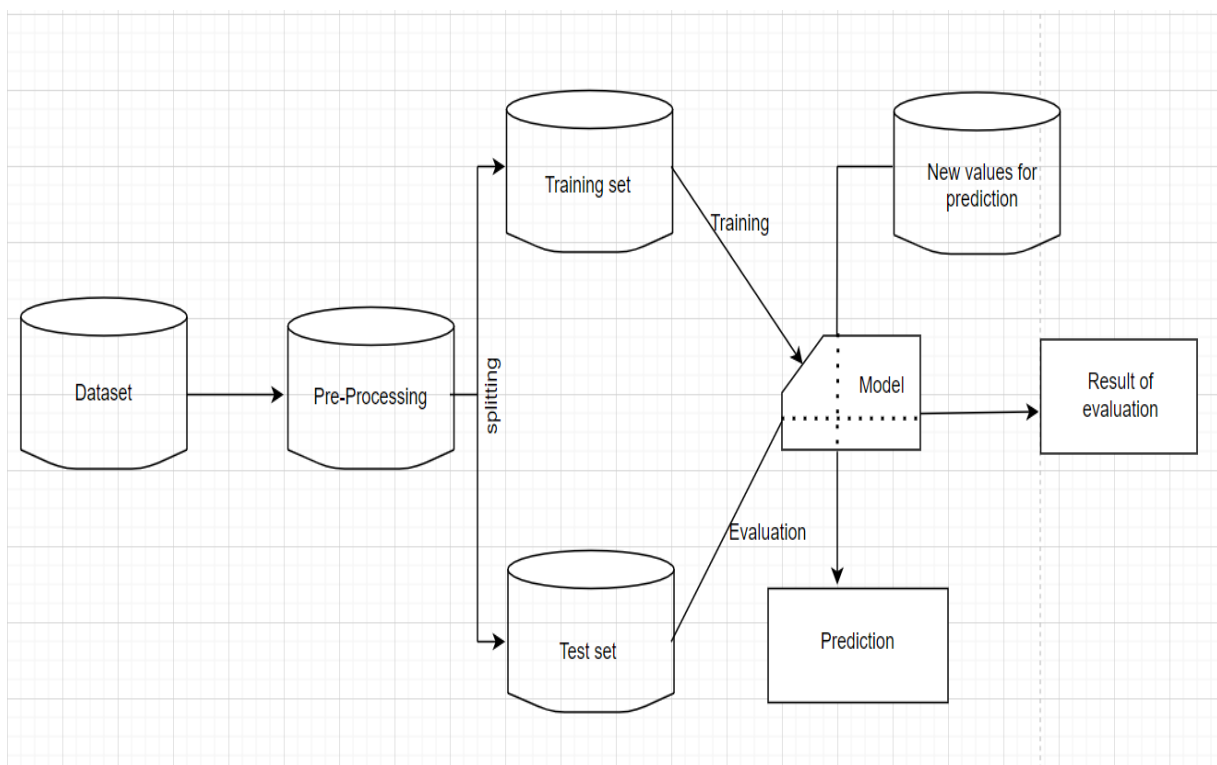 Training set
New values for
prediction
Training
Dataset
Pre-Processing
splitting
Model
Result of
evaluation
Evaluation
Test set
Prediction